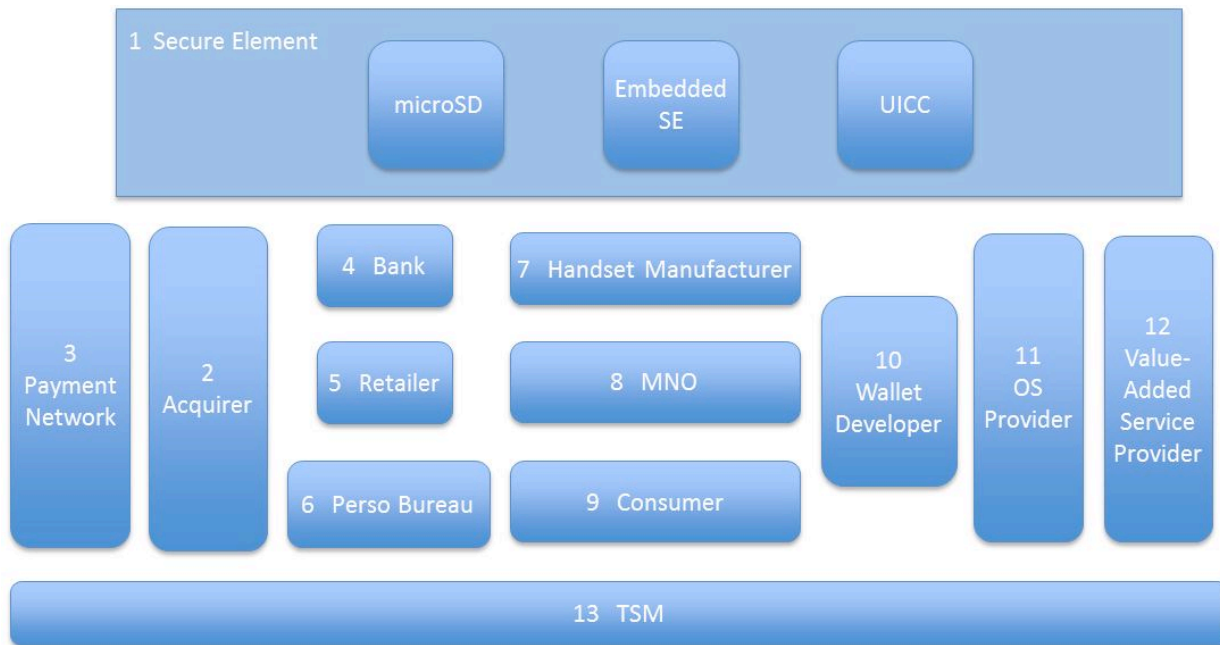 1 Secure Element
microSD
Embedded
SE
UICC
3
Payment
Network
2
Acquirer
4 Bank
5 Retailer
6 Perso Bureau
7 Handset Manufacturer
8 MNO
9 Consumer
10
Wallet
Developer
11
OS
Provider
12
Value-
Added
Service
Provider
13 TSM